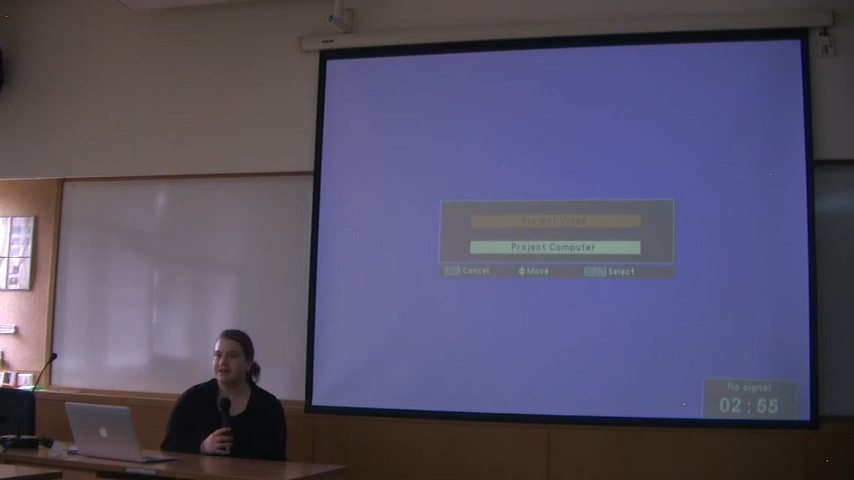 Project Video
Project Computer
Cancel Move Select
No signal
02 : 55